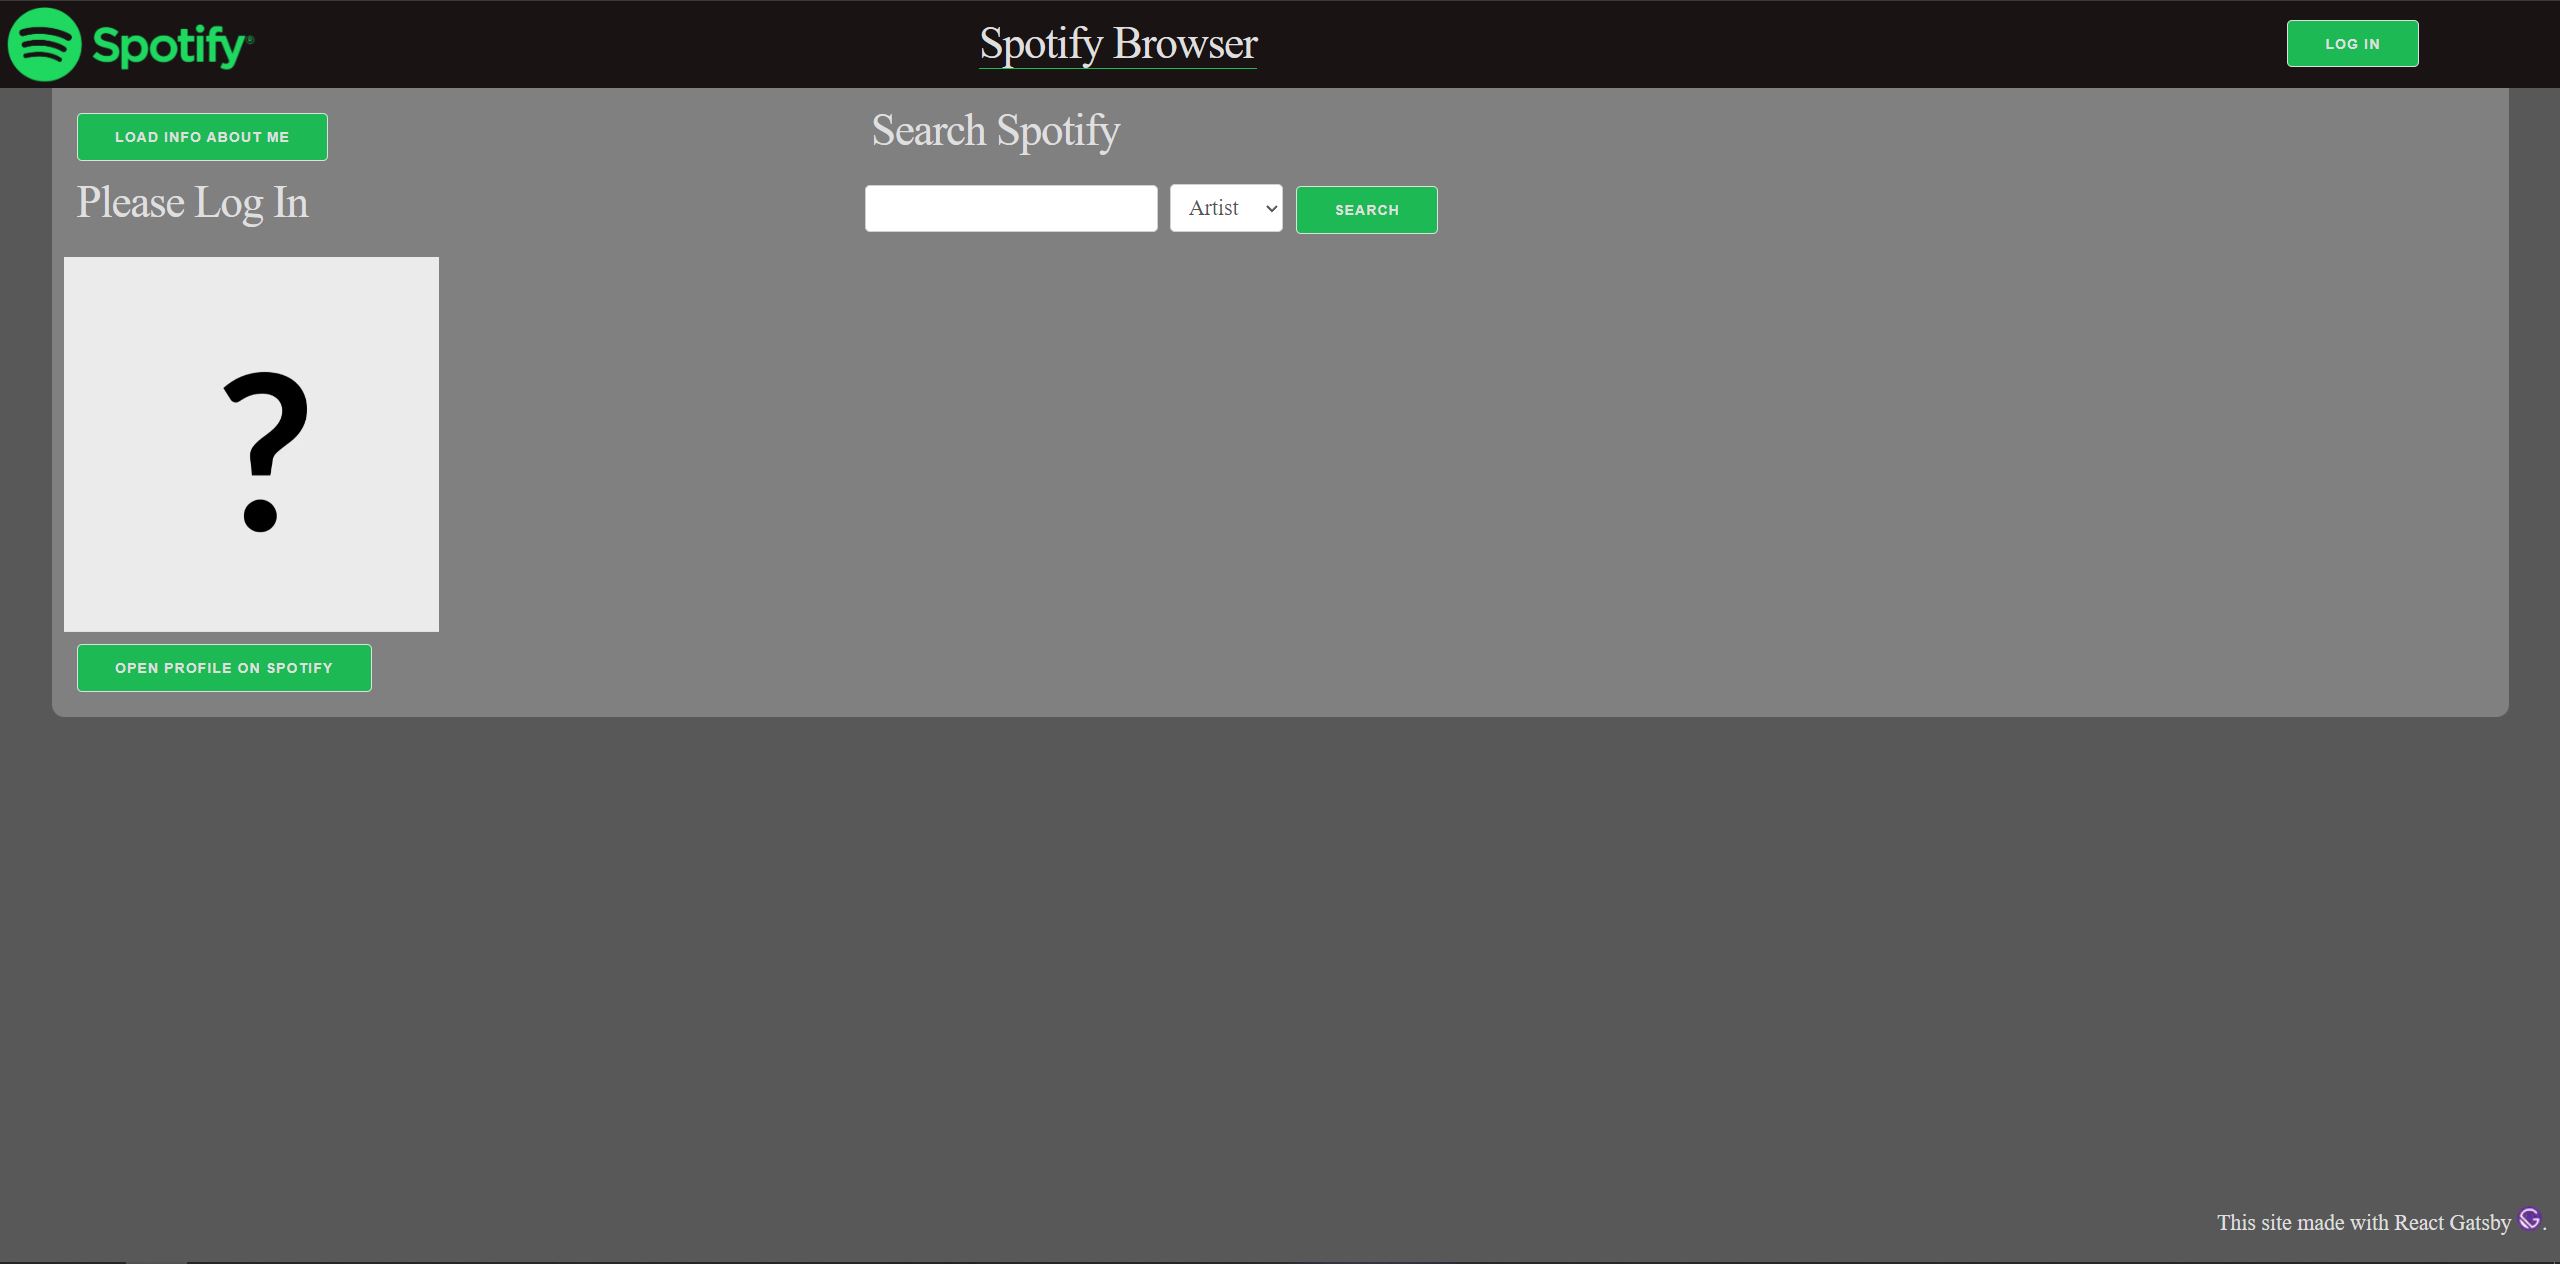 Spotify®
Spotify Browser
LOG IN
LOAD INFO ABOUT ME
Please Log In
?
OPEN PROFILE ON SPOTIFY
Search Spotify
Artist
SEARCH
This site made with React Gatsby .